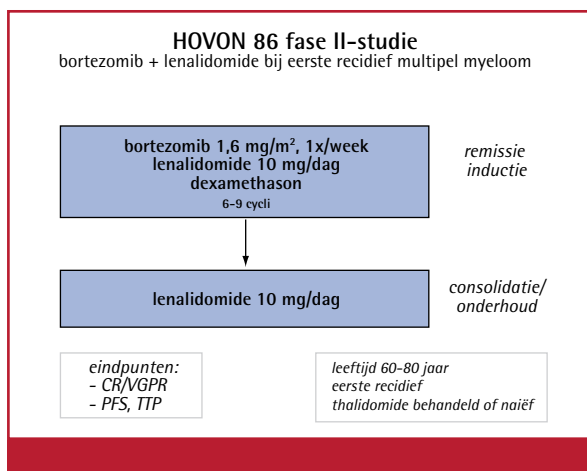 HOVON 86 fase II-studie
bortezomib + lenalidomide bij eerste recidief multipel myeloom
bortezomib 1,6 mg/m², 1x/week
lenalidomide 10 mg/dag
dexamethason
6-9 cycli
remissie
inductie
lenalidomide 10 mg/dag
consolidatie/
onderhoud
eindpunten:
- CR/VGPR
- PFS, TTP
leeftijd 60-80 jaar
eerste recidief
thalidomide behandeld of naiëf